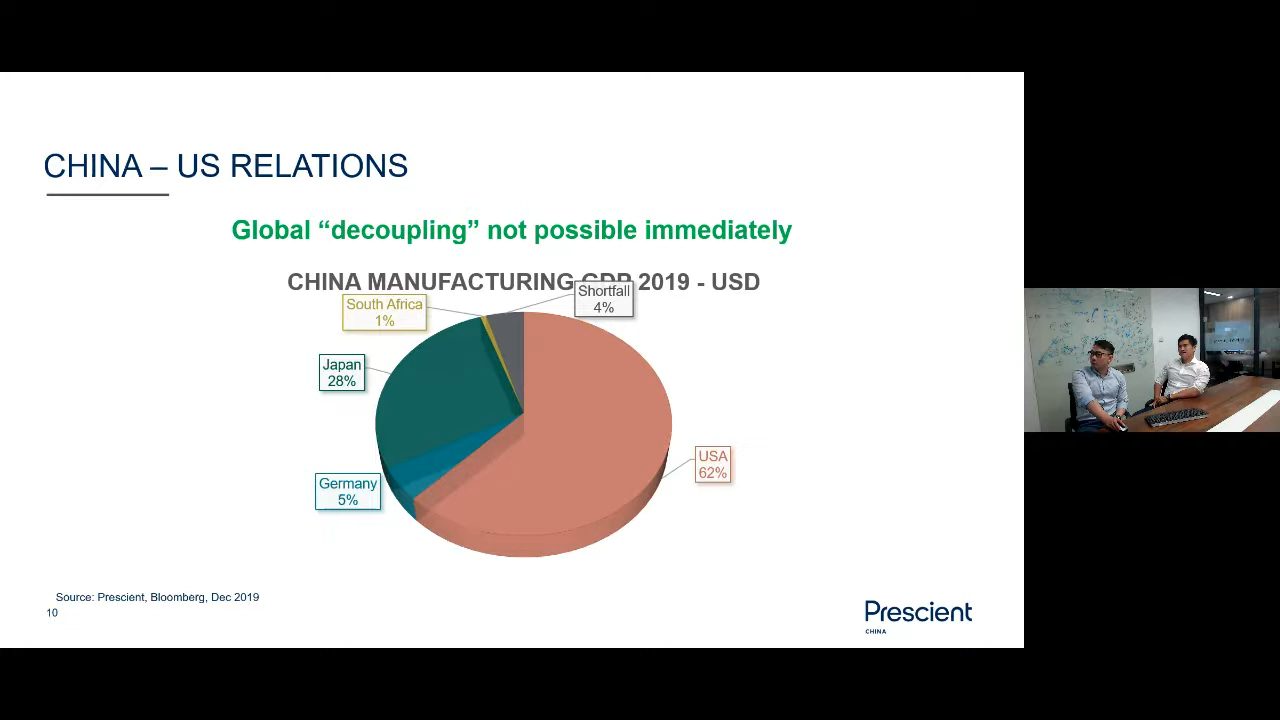 CHINA – US RELATIONS
Global “decoupling” not possible immediately
CHINA MANUFACTURING GDP 2019 - USD
Shortfall
4%
South Africa
1%
Japan
28%
USA
62%
Germany
5%
Source: Prescient, Bloomberg, Dec 2019
10
Prescient
CHINA